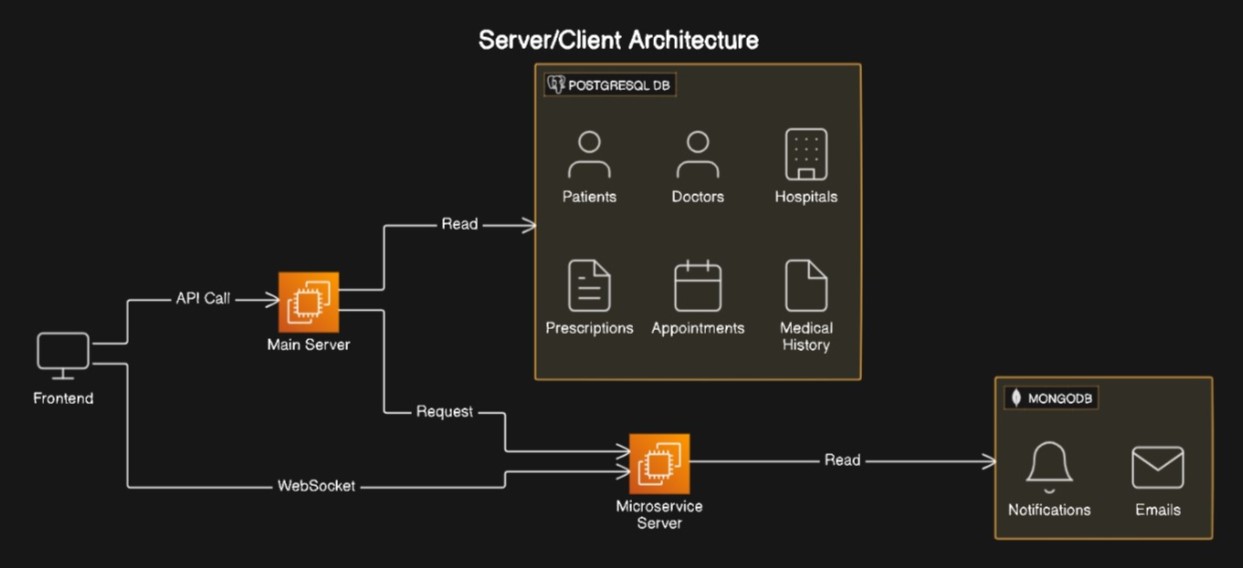 Server/Client Architecture
POSTGRESQL DB
Patients
Doctors
Hospitals
Read
Prescriptions
Appointments
Medical
History
API Call
Main Server
Frontend
Request
WebSocket
Microservice
Server
Read
MONGODB
Notifications
Emails